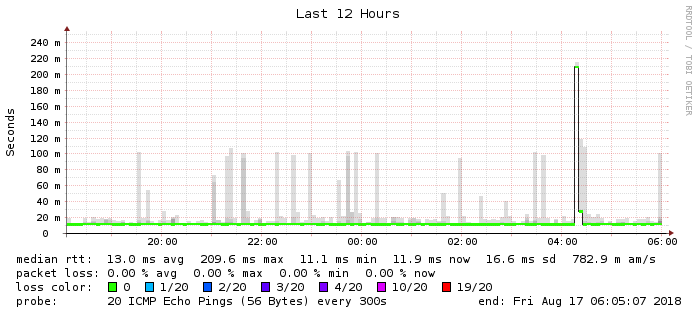 Last 12 Hours
RRDTOOL / TOBI OETIKER
Seconds
240 m
220 m
200 m
180 m
160 m
140 m
120 m
100 m
80 m
60 m
40 m
20 m
0
20:00 22:00 00:00 02:00 04:00 06:00
median rtt: 13.0 ms avg 209.6 ms max 11.1 ms min 11.9 ms now 16.6 ms sd 782.9 m am/s
packet loss: 0.00 % avg 0.00 % max 0.00 % min 0.00 % now
loss color: 0 1/20 2/20 3/20 4/20 10/20 19/20
probe: 20 ICMP Echo Pings (56 Bytes) every 300s end: Fri Aug 17 06:05:07 2018